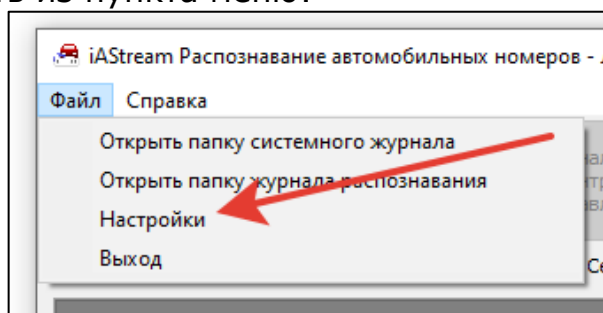 из пункта меню:
iAStream Распознавание автомобильных номеров -
Файл Справка
Открыть папку системного журнала
Открыть папку журнала распознавания
Настройки
Выход